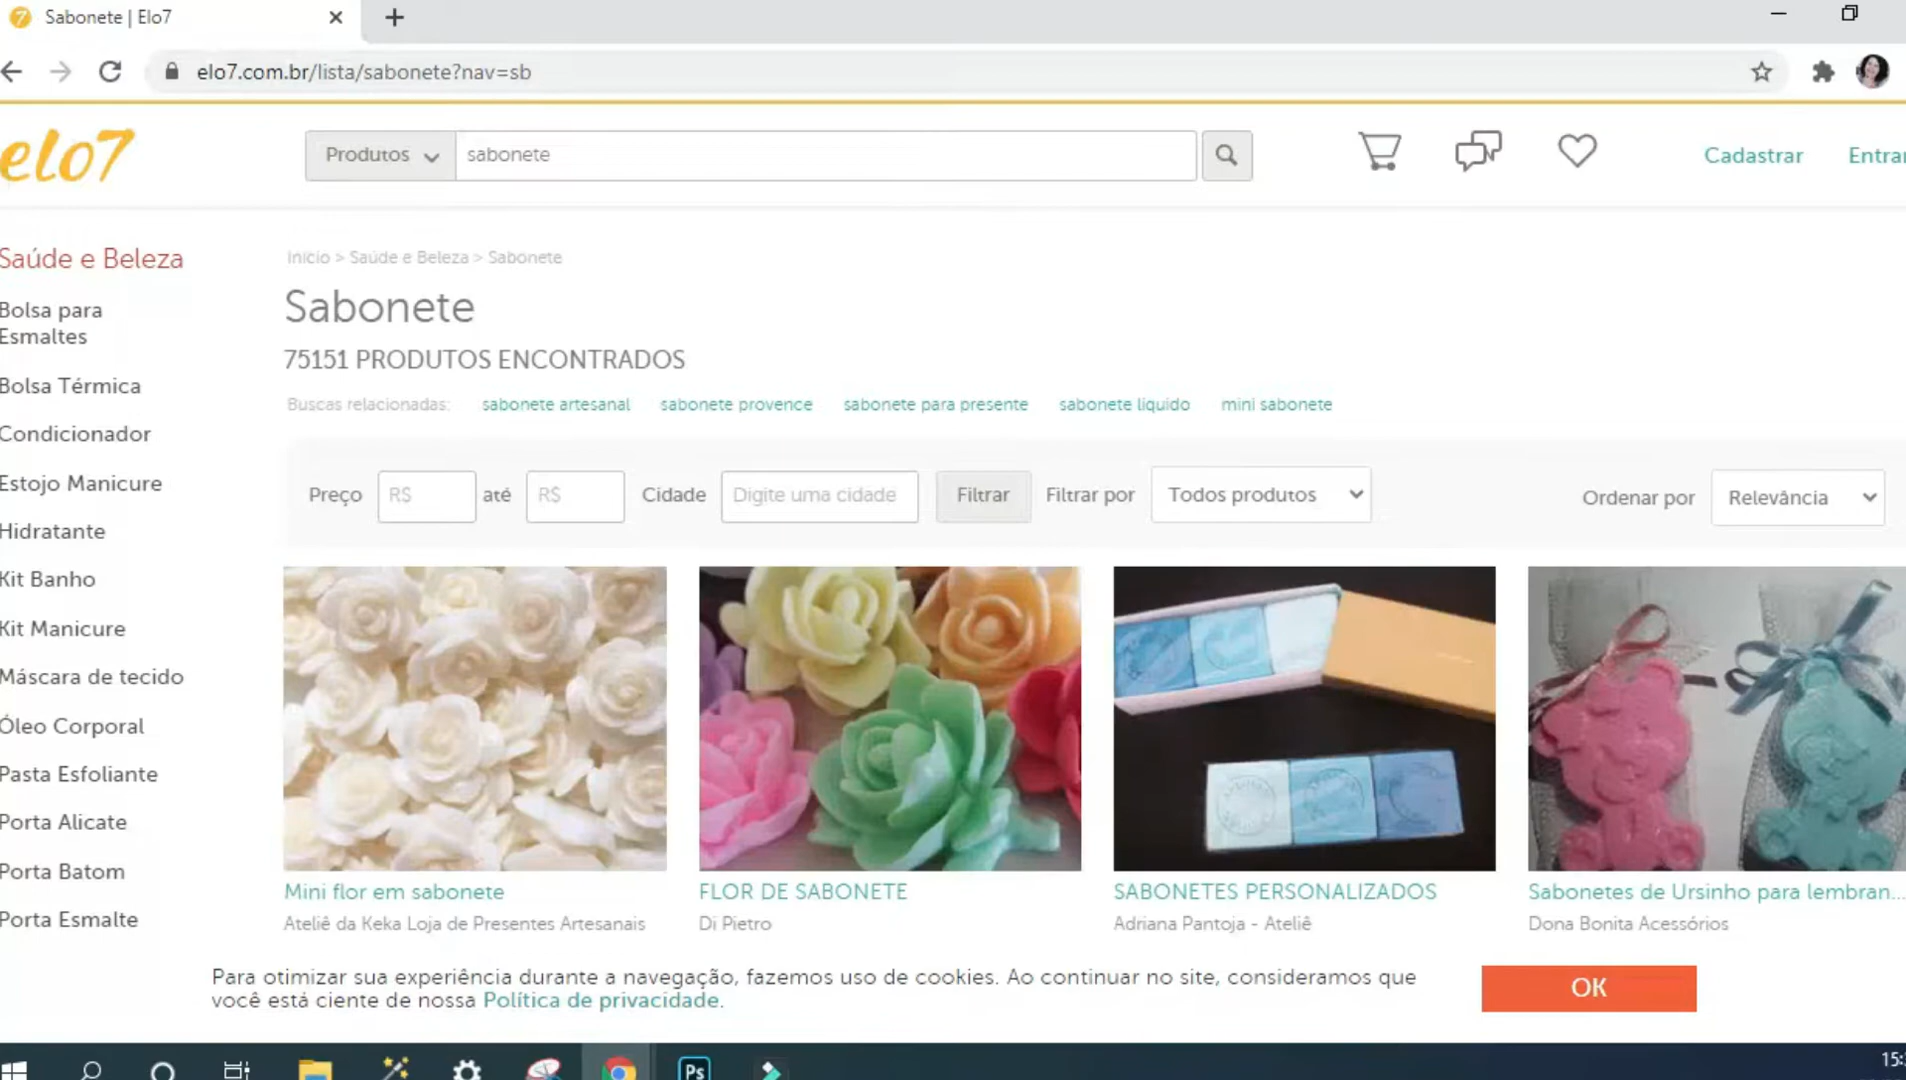 Sabonete | Elo7
elo7.com.br/lista/sabonete?nav=sb
elo7
Produtos
sabonete
Cadastrar
Entrar
Saúde e Beleza
Bolsa para
Esmaltes
Bolsa Térmica
Condicionador
Estojo Manicure
Hidratante
Kit Banho
Kit Manicure
Máscara de tecido
Óleo Corporal
Pasta Esfoliante
Porta Alicate
Porta Batom
Porta Esmalte
Início > Saúde e Beleza > Sabonete
Sabonete
75151 PRODUTOS ENCONTRADOS
Buscas relacionadas: sabonete artesanal sabonete provence sabonete para presente sabonete líquido mini sabonete
Preço R$ até R$ Cidade Digite uma cidade Filtrar Filtrar por Todos produtos Ordenar por Relevância
Mini flor em sabonete
Ateliê da Keka Loja de Presentes Artesanais
FLOR DE SABONETE
Di Pietro
SABONETES PERSONALIZADOS
Adriana Pantoja - Ateliê
Sabonetes de Ursinho para lembran...
Dona Bonita Acessórios
Para otimizar sua experiência durante a navegação, fazemos uso de cookies. Ao continuar no site, consideramos que
você está ciente de nossa Política de privacidade.
OK
Ps
15: